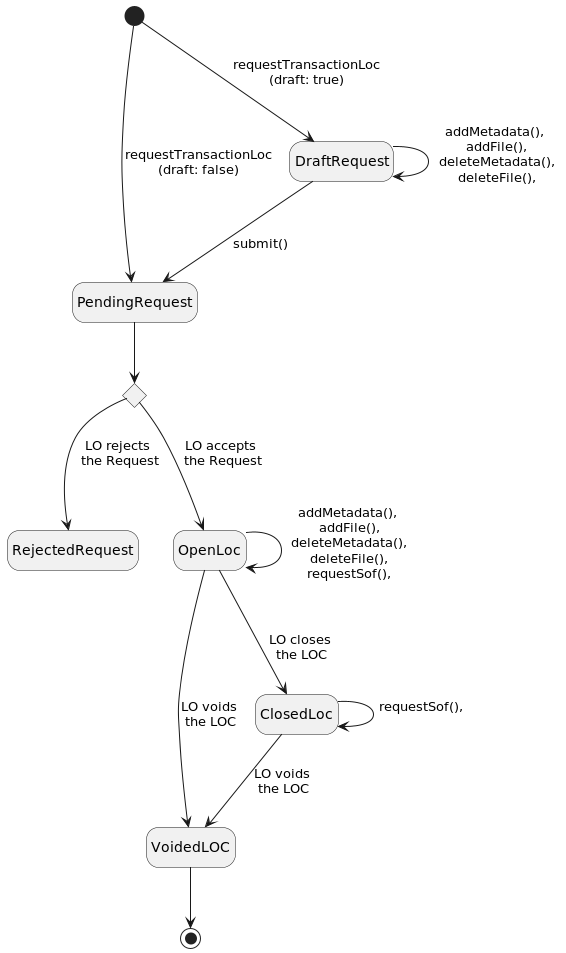 requestTransactionLoc
(draft: true)
addMetadata(),
addFile(),
deleteMetadata(),
deleteFile(),
requestTransactionLoc
(draft: false)
DraftRequest
submit()
PendingRequest
LO rejects
the Request
LO accepts
the Request
addMetadata(),
addFile(),
deleteMetadata(),
deleteFile(),
requestSof(),
RejectedRequest
OpenLoc
LO closes
the LOC
LO voids
the LOC
ClosedLoc
requestSof(),
LO voids
the LOC
VoidedLOC